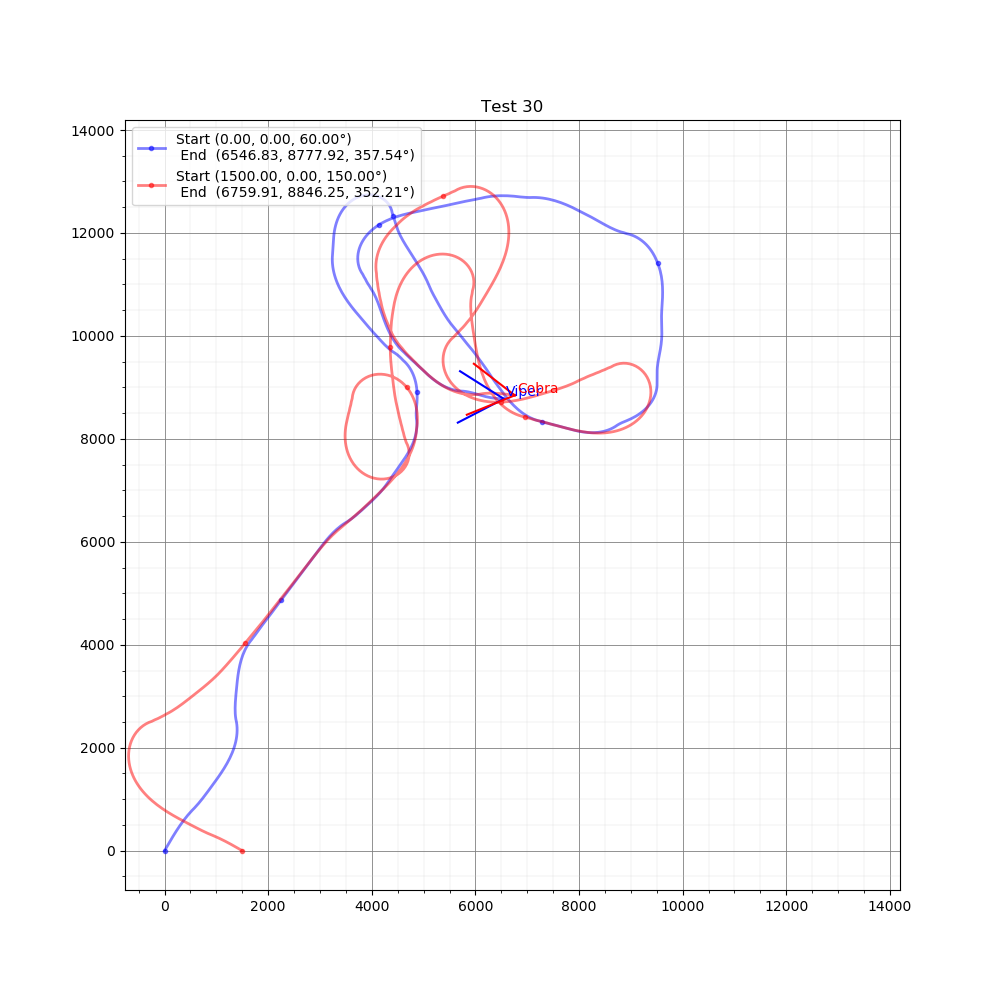 Test 30
14000
12000
10000
8000
6000
4000
2000
0
Start (0.00, 0.00, 60.00°)
End (6546.83, 8777.92, 357.54°)
Start (1500.00, 0.00, 150.00°)
End (6759.91, 8846.25, 352.21°)
Viper
Cobra
0 2000 4000 6000 8000 10000 12000 14000